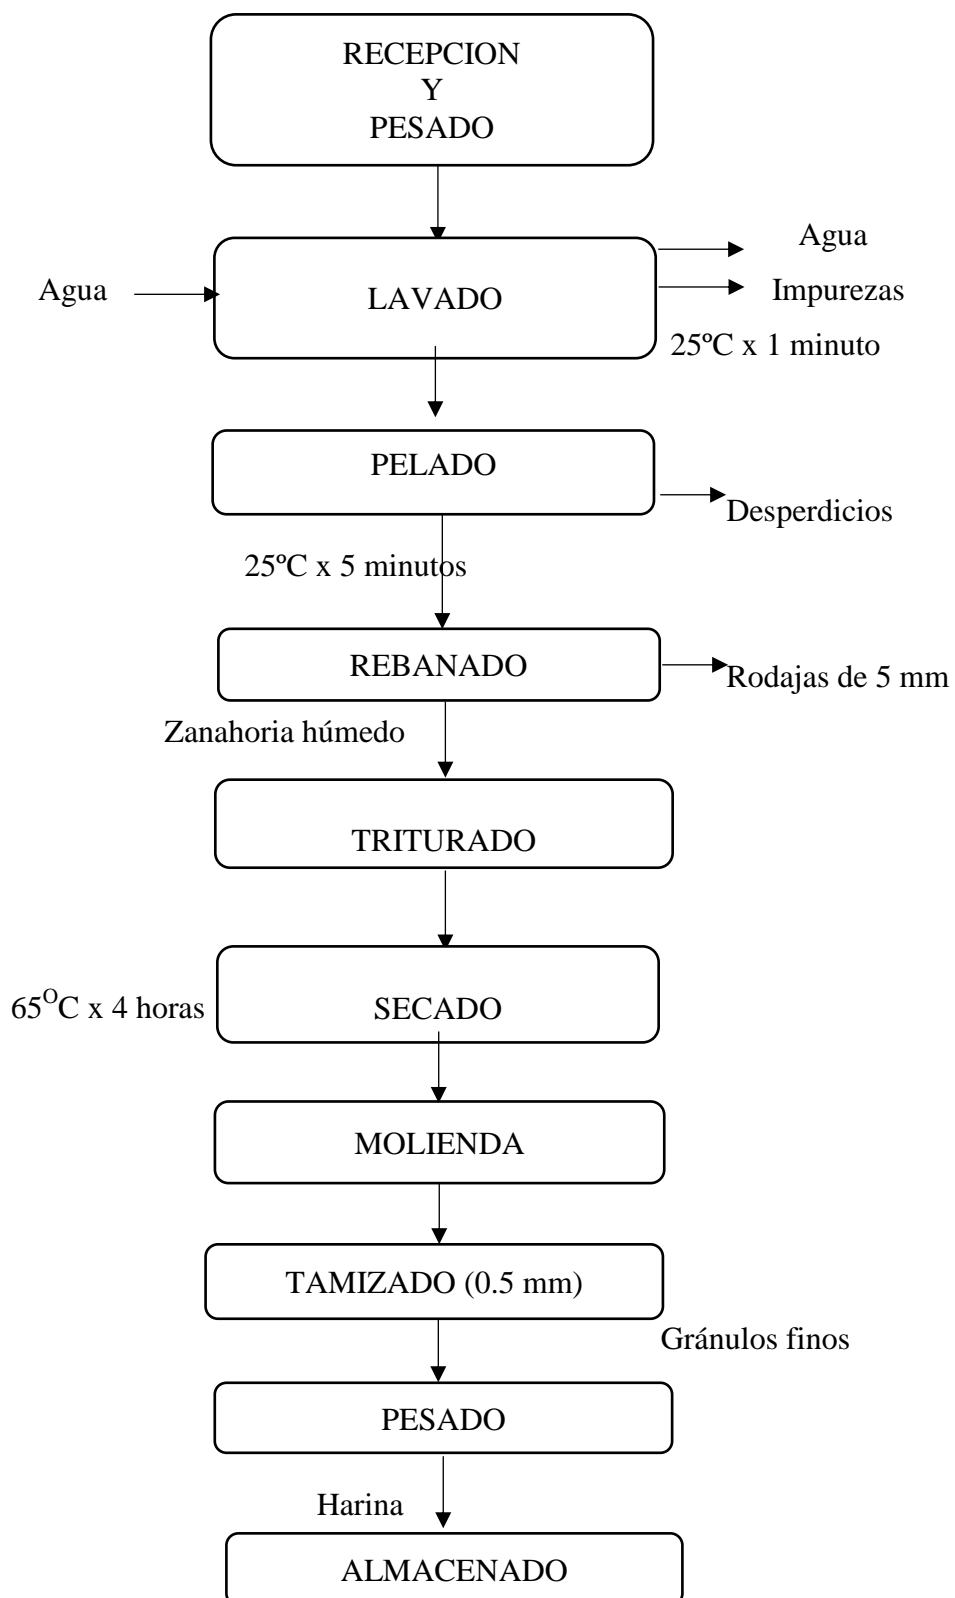 RECEPCION
Y
PESADO
Agua
Agua
LAVADO
Impurezas
25ºC x 1 minuto
PELADO
Desperdicios
25ºC x 5 minutos
REBANADO
Rodajas de 5 mm
Zanahoria húmedo
TRITURADO
65ᴼC x 4 horas
SECADO
MOLIENDA
TAMIZADO (0.5 mm)
Gránulos finos
PESADO
Harina
ALMACENADO